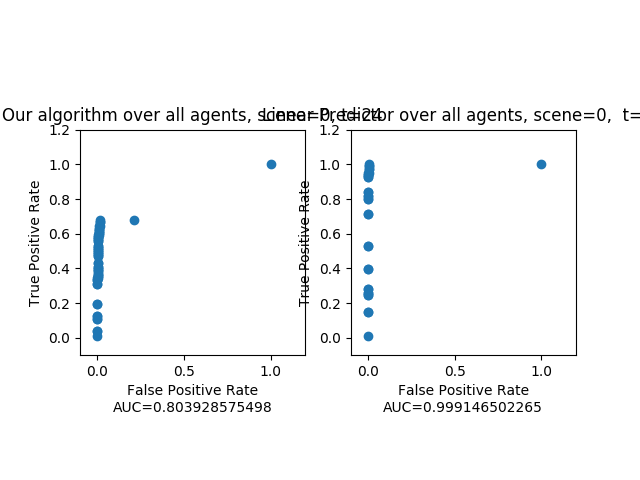 Our algorithm over all agents, scene=0, t=24
Linear Predictor over all agents, scene=0, t=
True Positive Rate
1.2
1.0
0.8
0.6
0.4
0.2
0.0
0.0 0.5 1.0
False Positive Rate
AUC=0.803928575498
True Positive Rate
1.2
1.0
0.8
0.6
0.4
0.2
0.0
0.0 0.5 1.0
False Positive Rate
AUC=0.999146502265